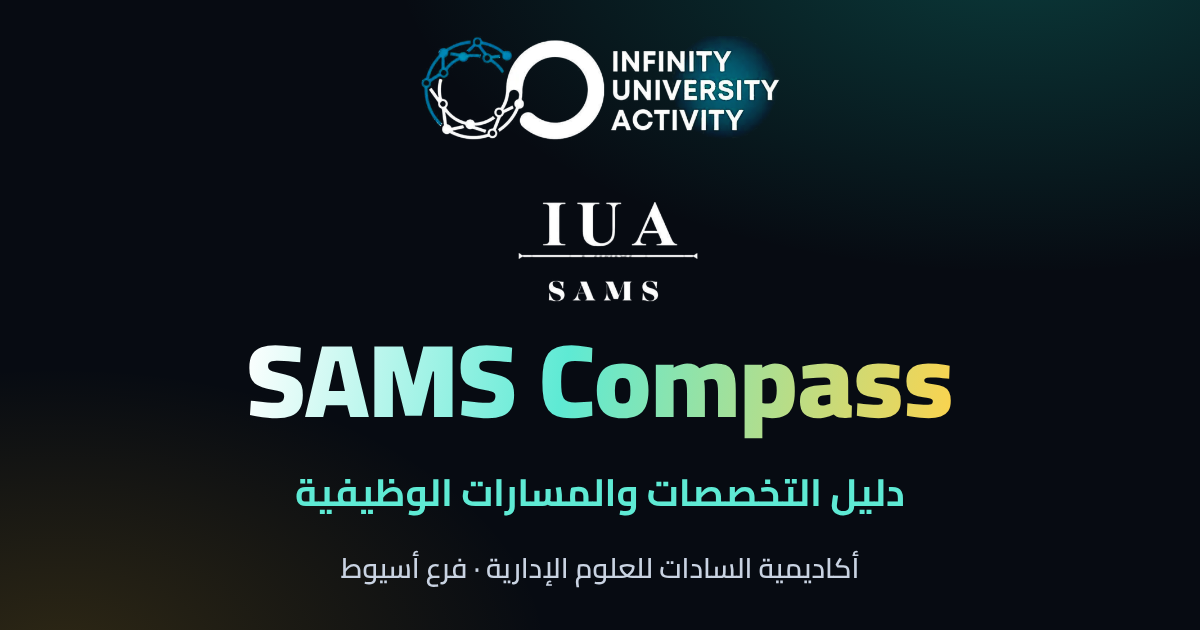 INFINITY
UNIVERSITY
ACTIVITY
IUA
SAMS
SAMS Compass
دليل التخصصات والمسارات الوظيفية
أكاديمية السادات للعلوم الإدارية · فرع أسيوط